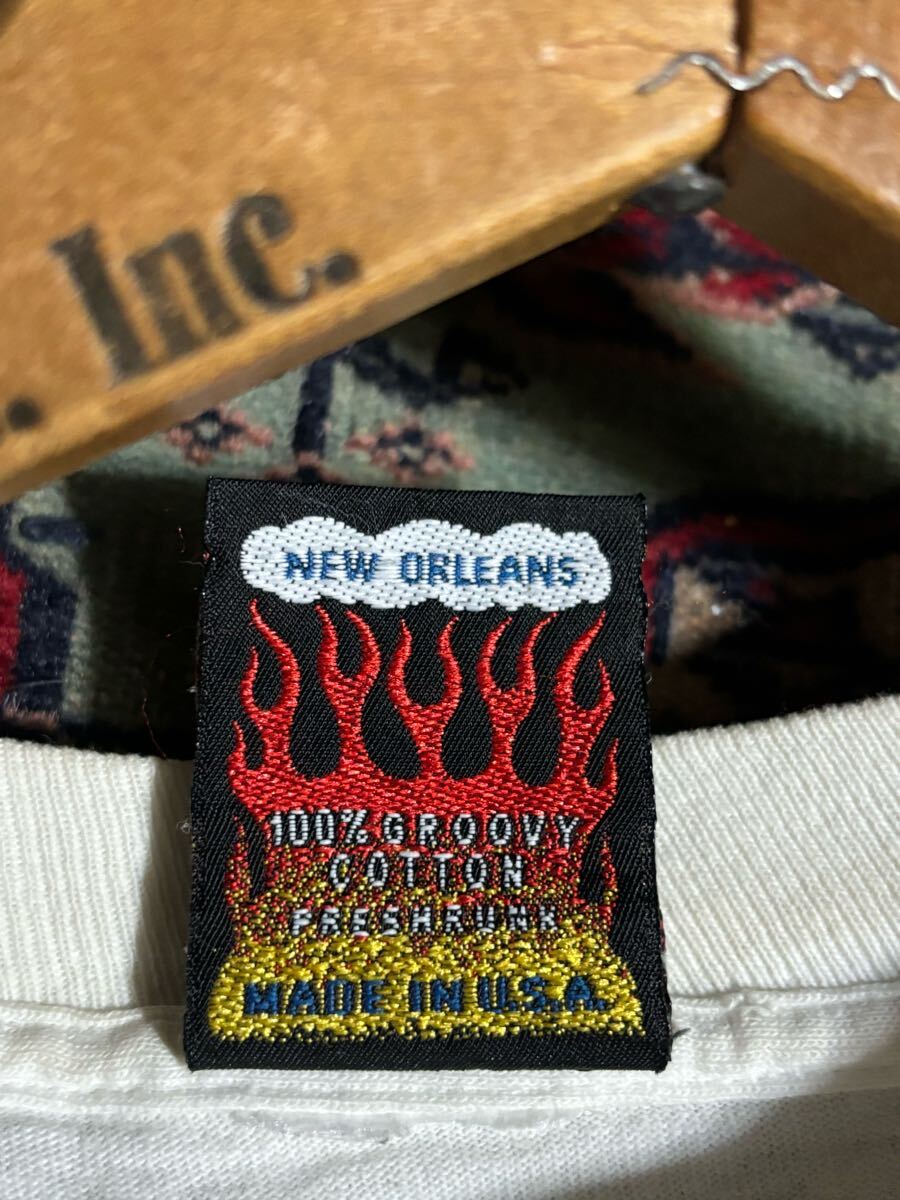 . Inc.
NEW ORLEANS
100% GROOVY
COTTON
PRESHRUNK
MADE IN U.S.A.